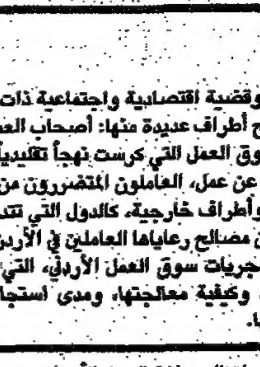 وقضية اقتصادية واجتماعية ذات
ح أطراف عديدة منها: أصحاب العم
وق العمل التي كرست نهجاً تقليدياً
عن عمل، العاملون المتضررون من
وأطراف خارجية، كالدول التي تتد
ن مصالح رعاياها العاملين في الأردن
جريات سوق العمل الأردني، التي
وكيفية معالجتها، ومدى استجا
ها.